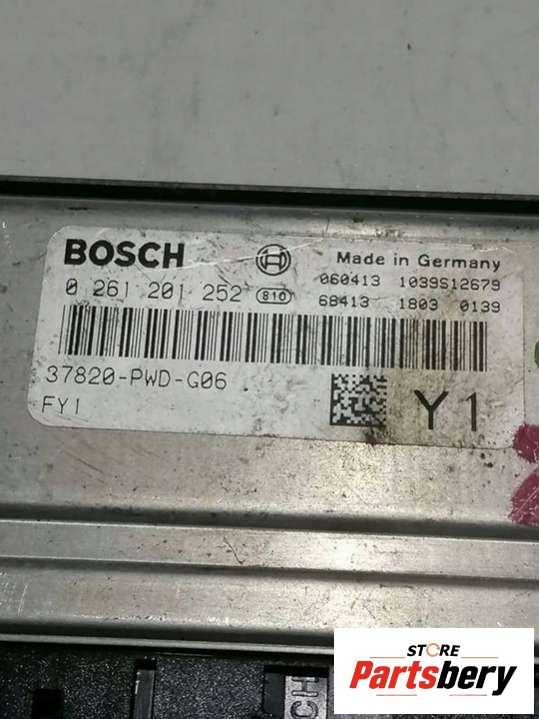 BOSCH
Made in Germany
0 261 201 252 810
060413 1039S12679
68413 1803 0139
37820-PWD-G06
FY1
Y1
STORE
Partsbery